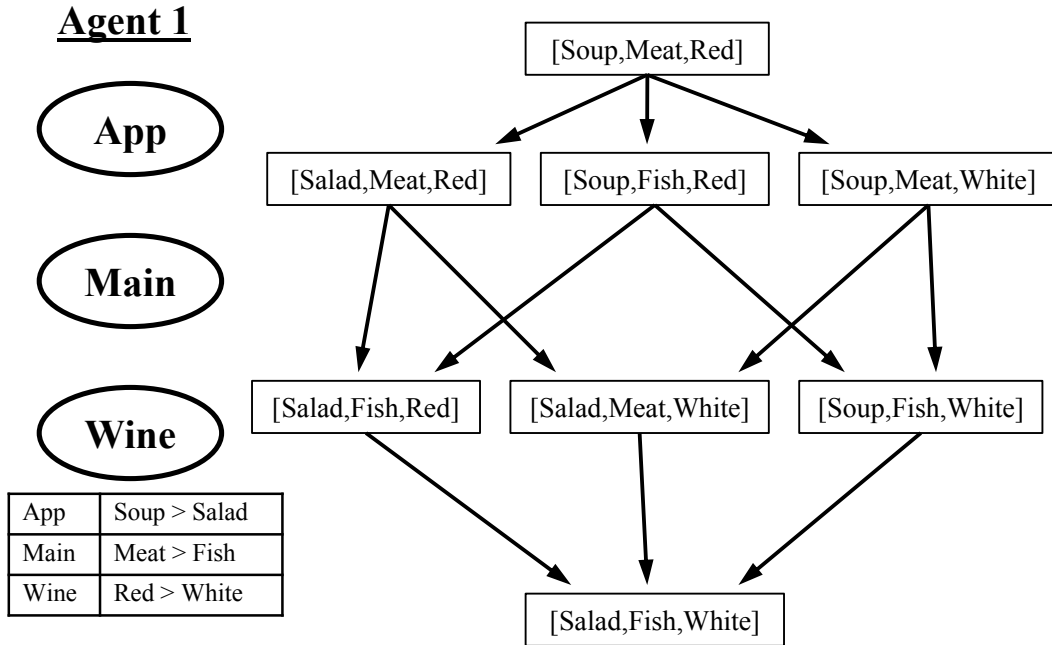 Agent 1
App
Main
Wine
App Soup > Salad
Main Meat > Fish
Wine Red > White
[Soup,Meat,Red]
[Salad,Meat,Red] [Soup,Fish,Red] [Soup,Meat,White]
[Salad,Fish,Red] [Salad,Meat,White] [Soup,Fish,White]
[Salad,Fish,White]